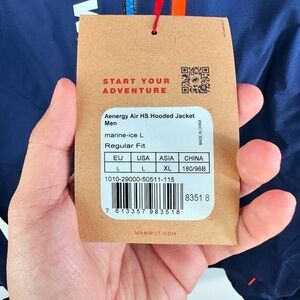 START YOUR
ADVENTURE
Aenergy Air HS Hooded Jacket
Men
marine-ice L
Regular Fit
MADE IN CHINA
EU USA ASIA CHINA
L L XL 180/96B
1010-29000-50511-115
8351 8
7 613357 983518
MAMMUT.COM